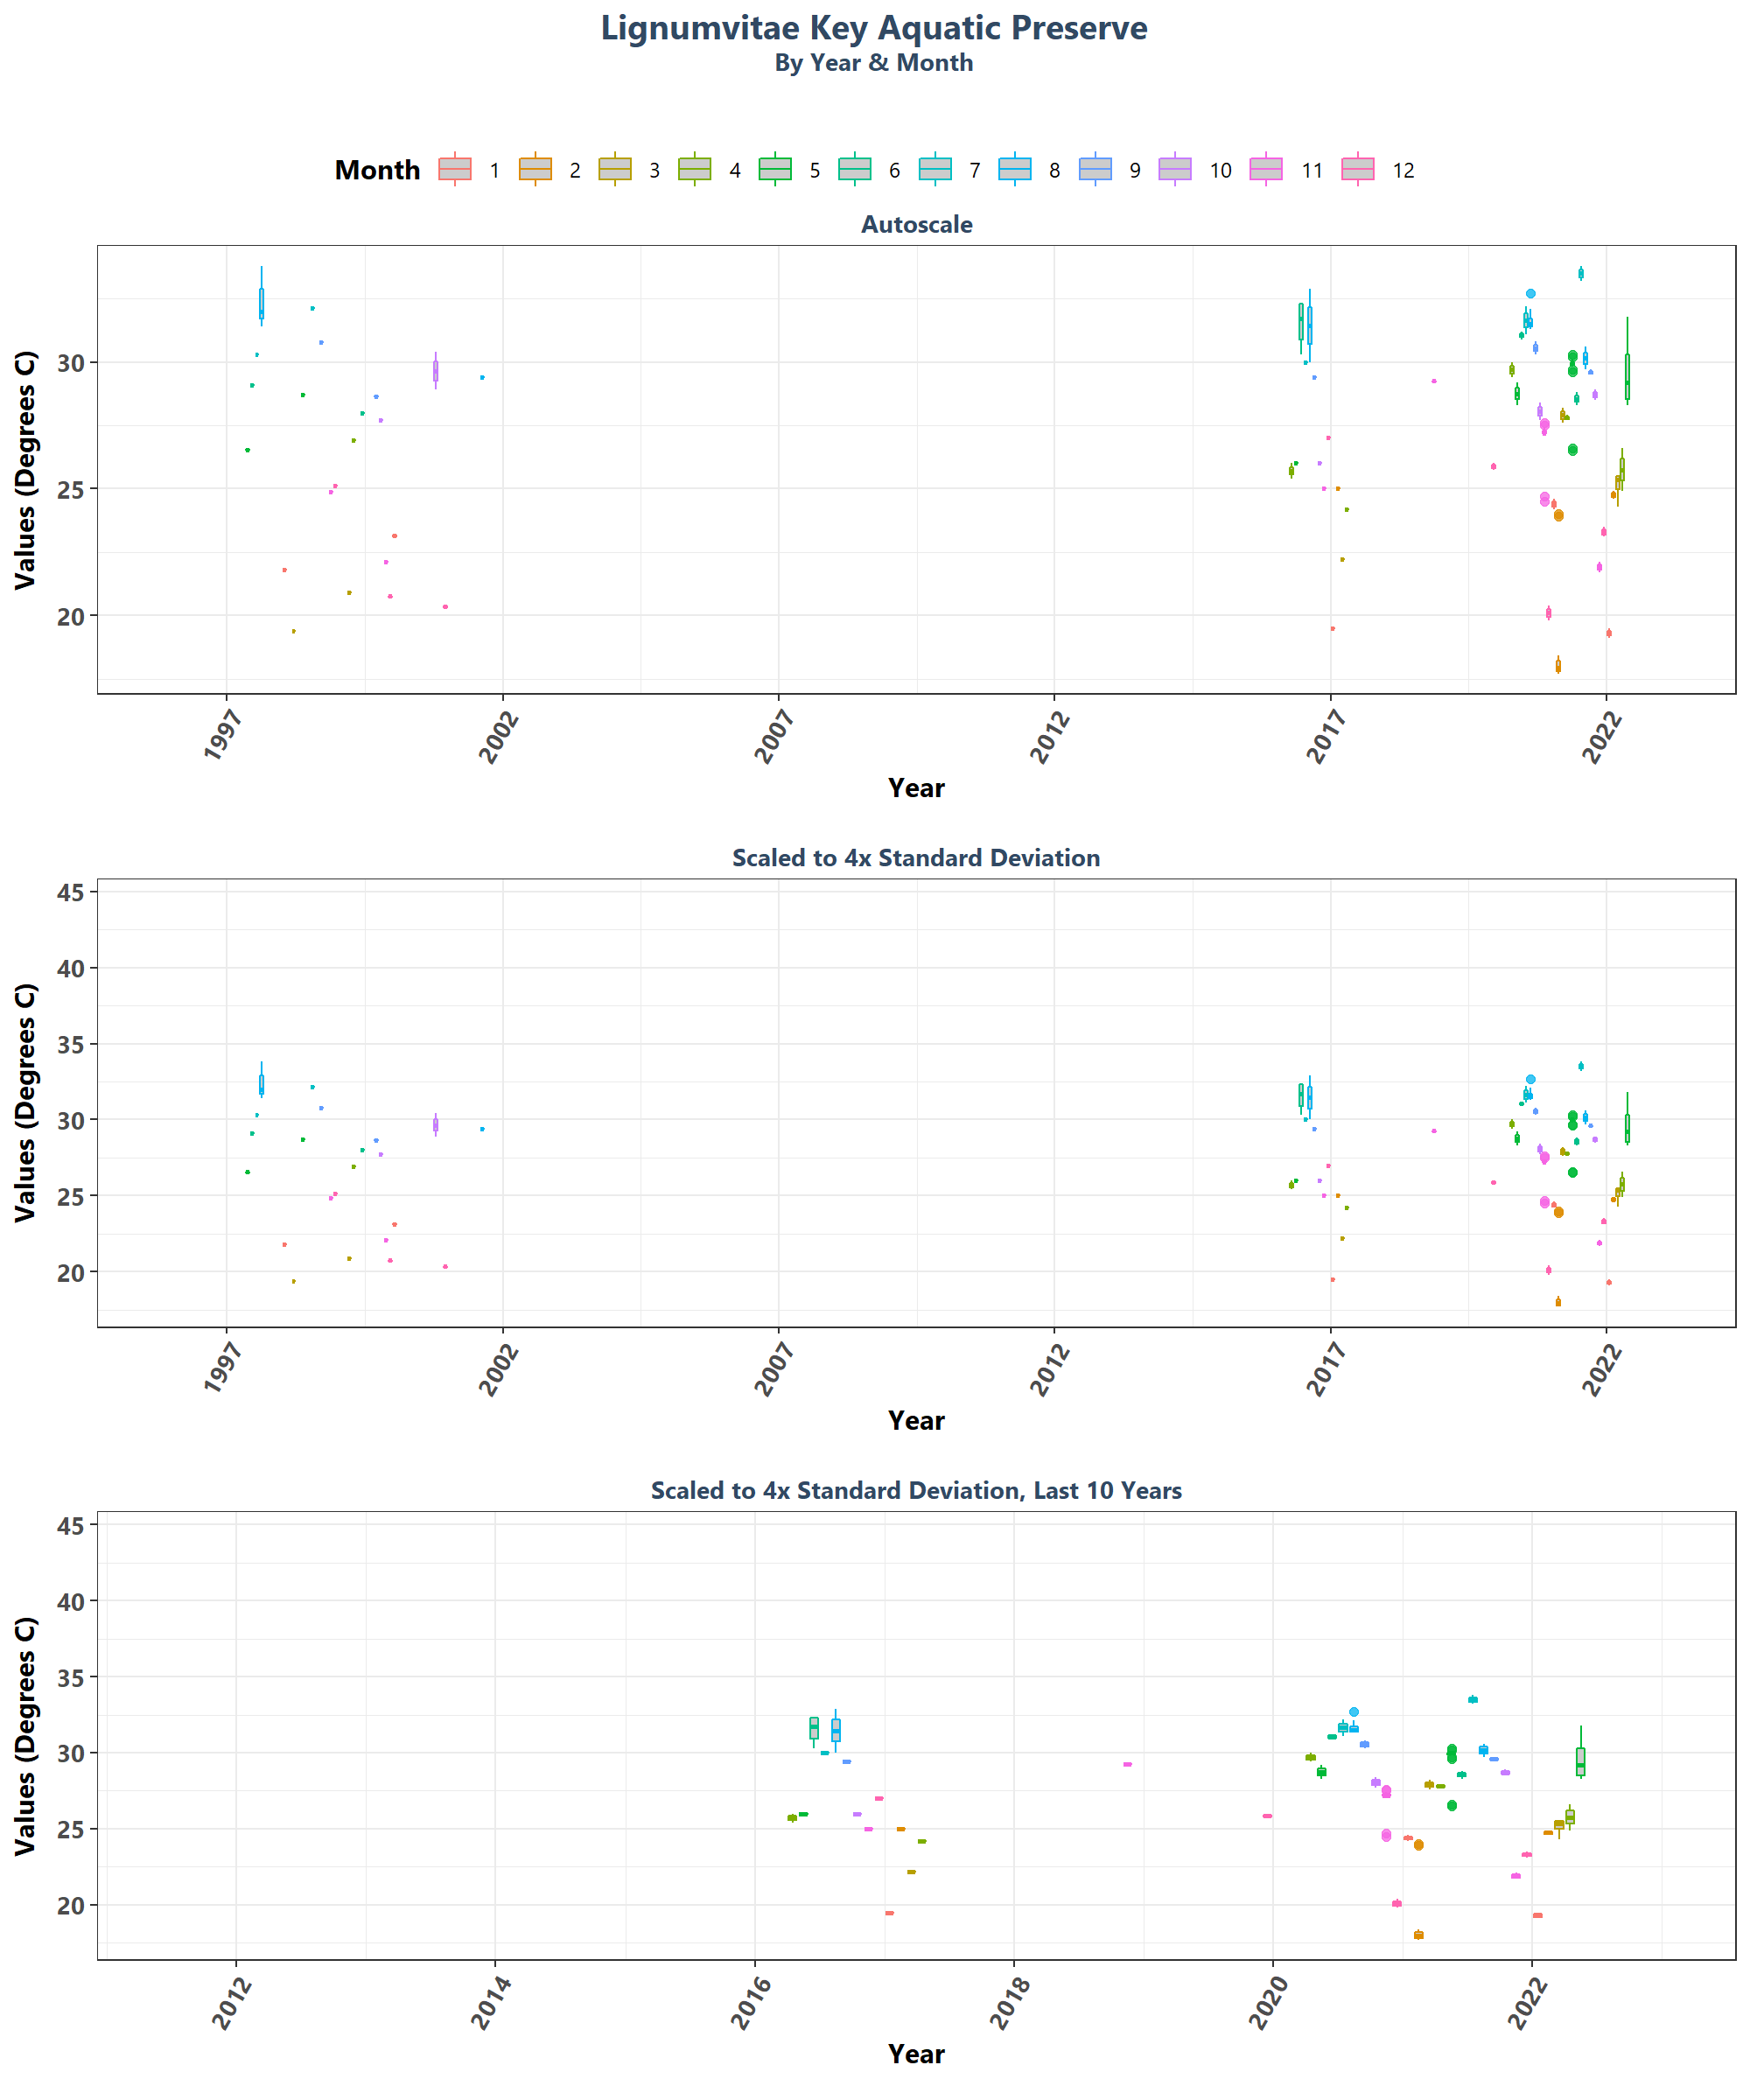 Lignumvitae Key Aquatic Preserve
By Year & Month
Month 1 2 3 4 5 6 7 8 9 10 11 12
Autoscale
Values (Degrees C)
30
25
20
1997 2002 2007 2012 2017 2022
Year
Scaled to 4x Standard Deviation
Values (Degrees C)
45
40
35
30
25
20
1997 2002 2007 2012 2017 2022
Year
Scaled to 4x Standard Deviation, Last 10 Years
Values (Degrees C)
45
40
35
30
25
20
2012 2014 2016 2018 2020 2022
Year